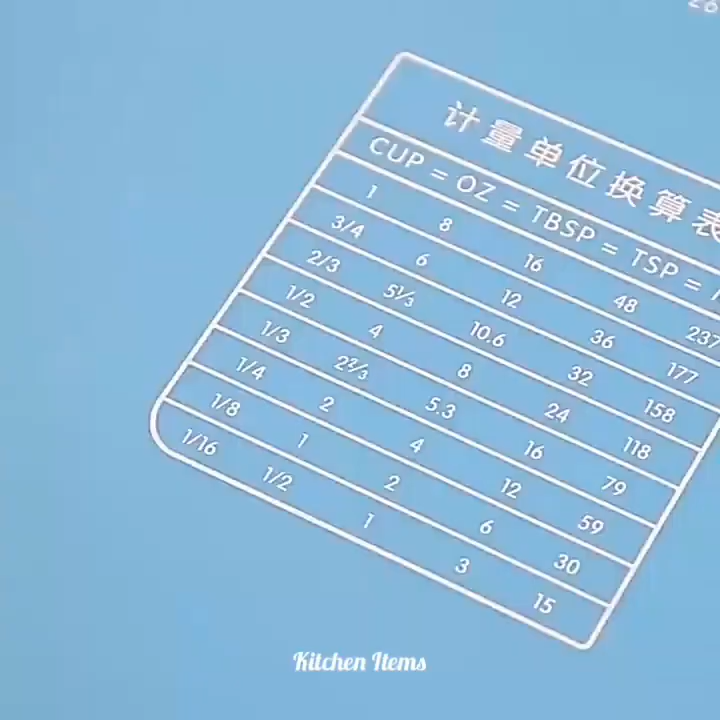 计量单位换算表
CUP = OZ = TBSP = TSP =
1 8 16 48 237
3/4 6 12 36 177
2/3 5⅓ 10.6 32 158
1/2 4 8 24 118
1/3 2⅔ 5.3 16 79
1/4 2 4 12 59
1/8 1 2 6 30
1/16 1/2 1 3 15
Kitchen Items